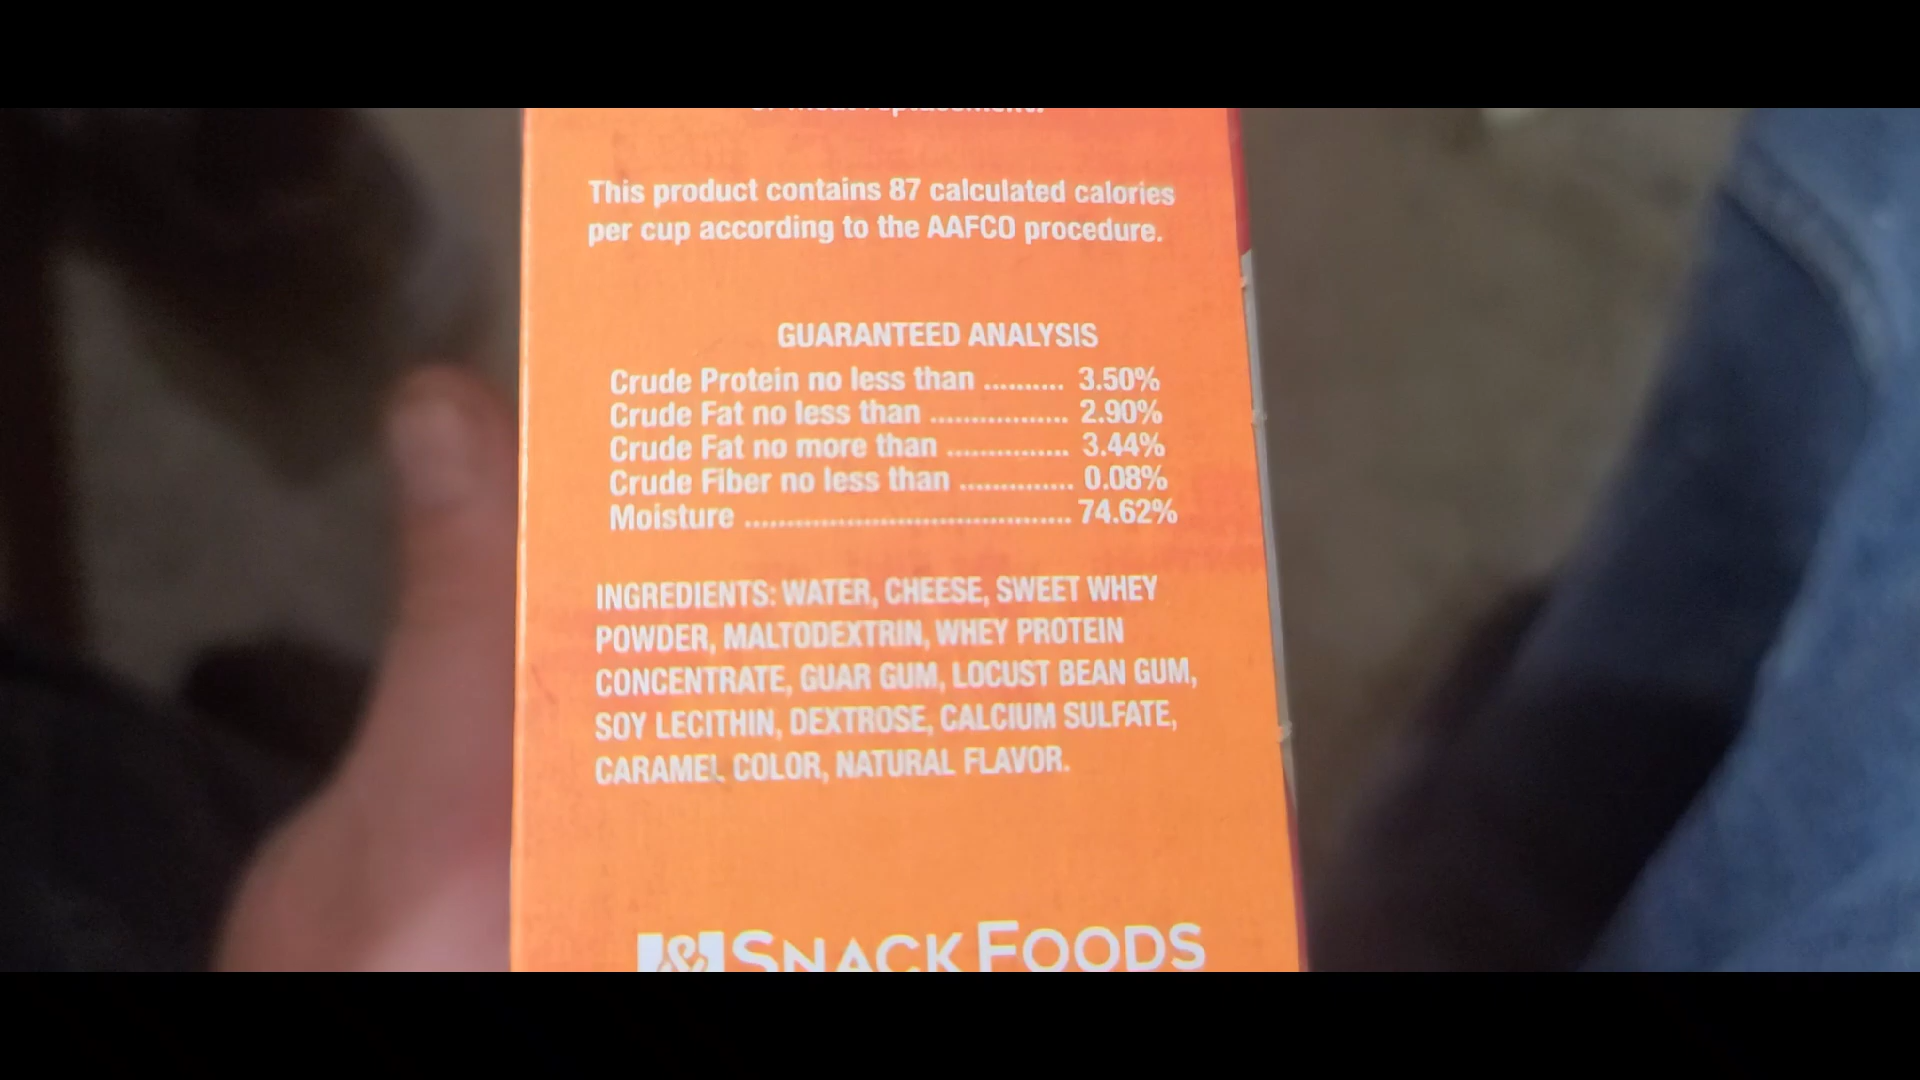 This product contains 87 calculated calories
per cup according to the AAFCO procedure.
GUARANTEED ANALYSIS
Crude Protein no less than .......... 3.50%
Crude Fat no less than ................. 2.90%
Crude Fat no more than ............... 3.44%
Crude Fiber no less than .............. 0.08%
Moisture ....................................... 74.62%
INGREDIENTS: WATER, CHEESE, SWEET WHEY
POWDER, MALTODEXTRIN, WHEY PROTEIN
CONCENTRATE, GUAR GUM, LOCUST BEAN GUM,
SOY LECITHIN, DEXTROSE, CALCIUM SULFATE,
CARAMEL COLOR, NATURAL FLAVOR.
SNACK FOODS